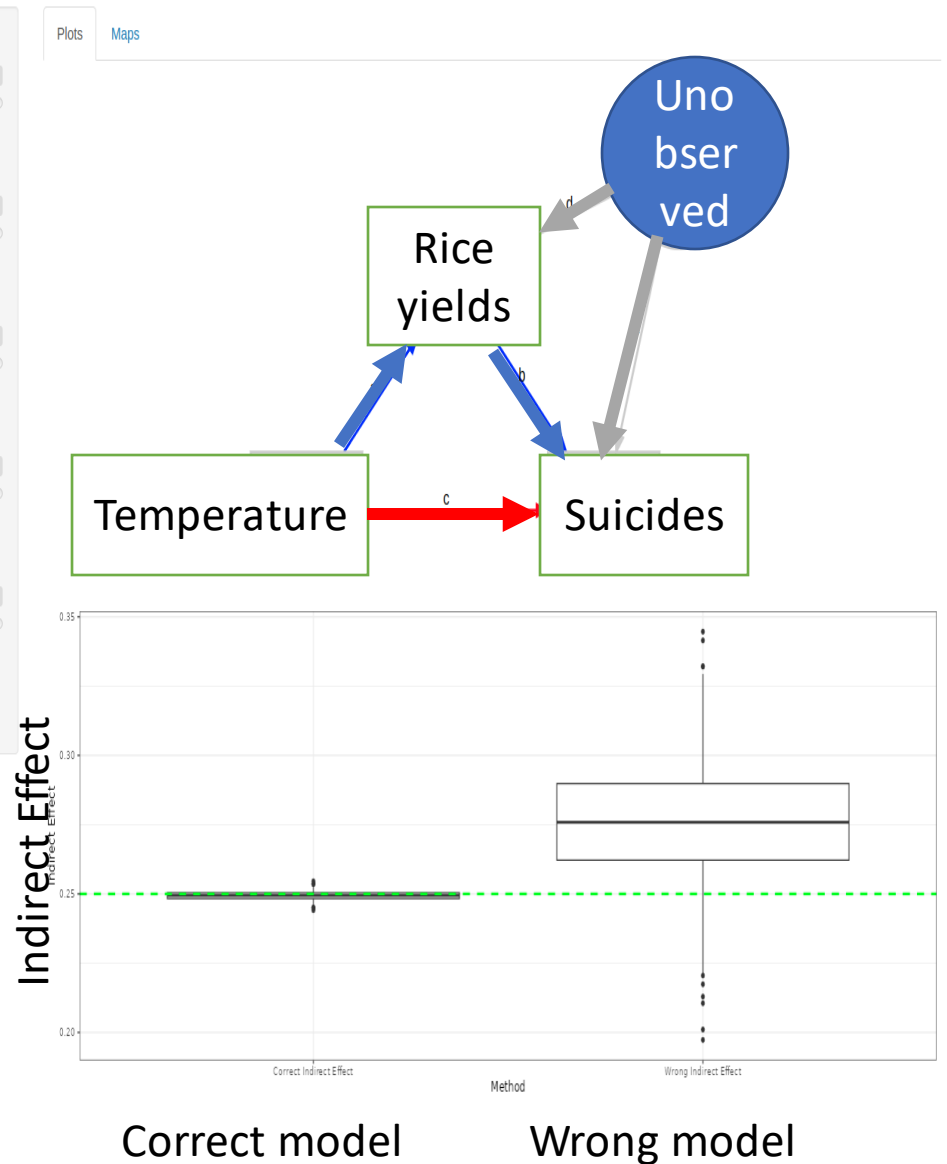 Plots Maps
Uno
bser
ved
d
Rice
yields
b
Temperature
c
Suicides
0.35
0.30
0.25
0.20
Indirect Effect
Indirect Effect
Correct Indirect Effect
Wrong Indirect Effect
Method
Correct model
Wrong model